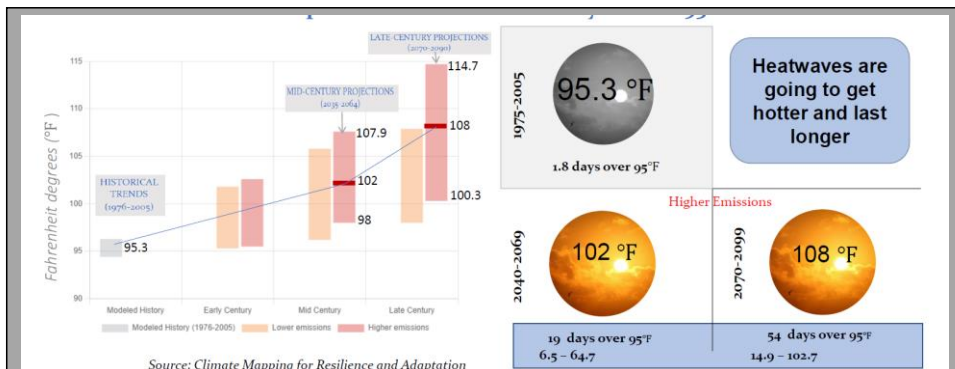 LATE-CENTURY PROJECTIONS
(2070-2090)
114.7
MID-CENTURY PROJECTIONS
(2035-2064)
107.9
108
102
100.3
98
HISTORICAL
TRENDS
(1976-2005)
95.3
Fahrenheit degrees (°F)
115
110
105
100
95
90
Modeled History
Early Century
Mid Century
Late Century
Modeled History (1976-2005)
Lower emissions
Higher emissions
Source: Climate Mapping for Resilience and Adaptation
1975-2005
95.3 °F
1.8 days over 95°F
Heatwaves are
going to get
hotter and last
longer
Higher Emissions
2040-2069
102 °F
19 days over 95°F
6.5 – 64.7
2070-2099
108 °F
54 days over 95°F
14.9 – 102.7